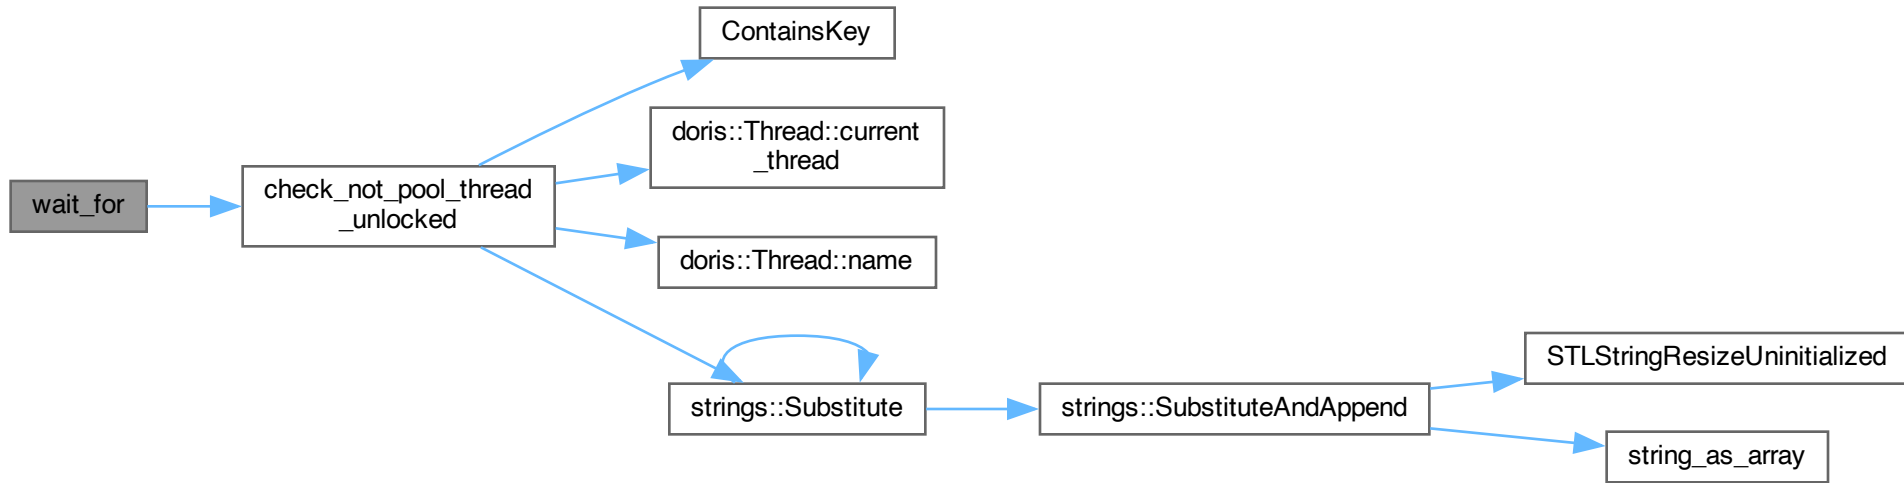 ContainsKey
doris::Thread::current
_thread
wait_for
check_not_pool_thread
_unlocked
doris::Thread::name
strings::Substitute
strings::SubstituteAndAppend
STLStringResizeUninitialized
string_as_array